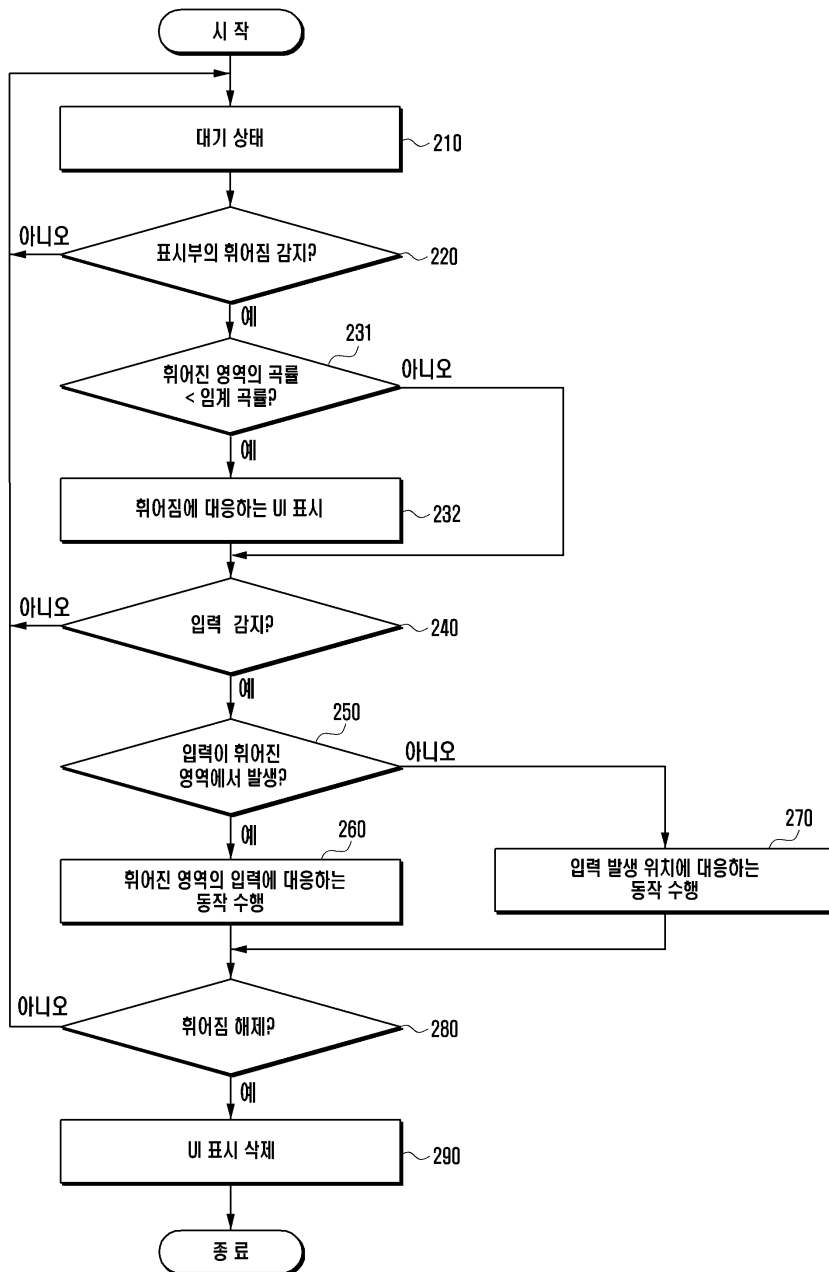 시 작
대기 상태
210
아니오
표시부의 휘어짐 감지?
220
예
231
휘어진 영역의 곡률
< 임계 곡률?
아니오
예
휘어짐에 대응하는 UI 표시
232
아니오
입력 감지?
240
예
250
입력이 휘어진
영역에서 발생?
아니오
예
260
휘어진 영역의 입력에 대응하는
동작 수행
270
입력 발생 위치에 대응하는
동작 수행
아니오
휘어짐 해제?
280
예
UI 표시 삭제
290
종 료